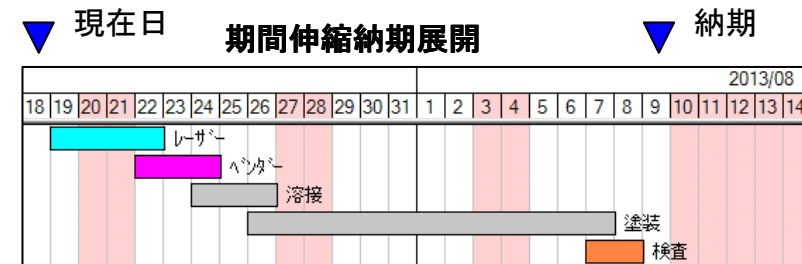 現在日 期間伸縮納期展開 納期
2013/08
18 19 20 21 22 23 24 25 26 27 28 29 30 31 1 2 3 4 5 6 7 8 9 10 11 12 13 14
レーザー
ベンダー
溶接
塗装
検査